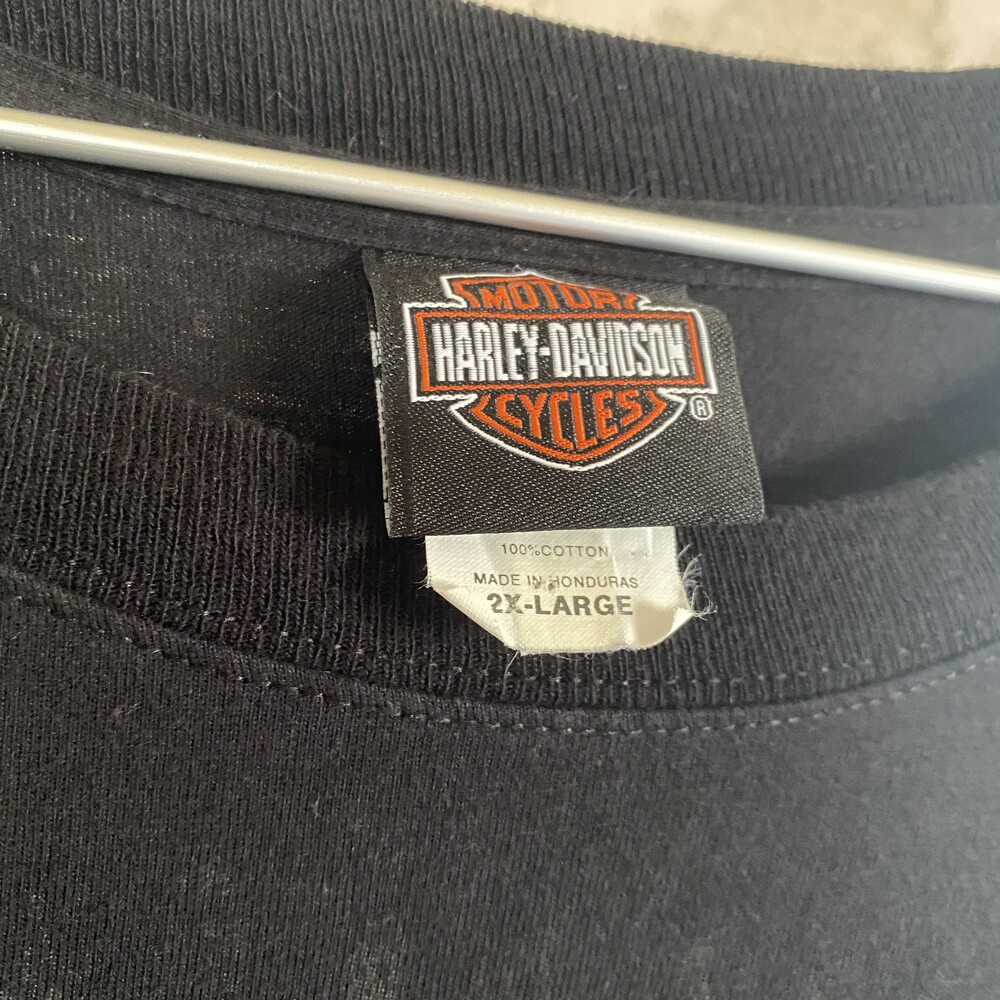 MOTOR
HARLEY-DAVIDSON
CYCLES
®
100%COTTON
MADE IN HONDURAS
2X-LARGE